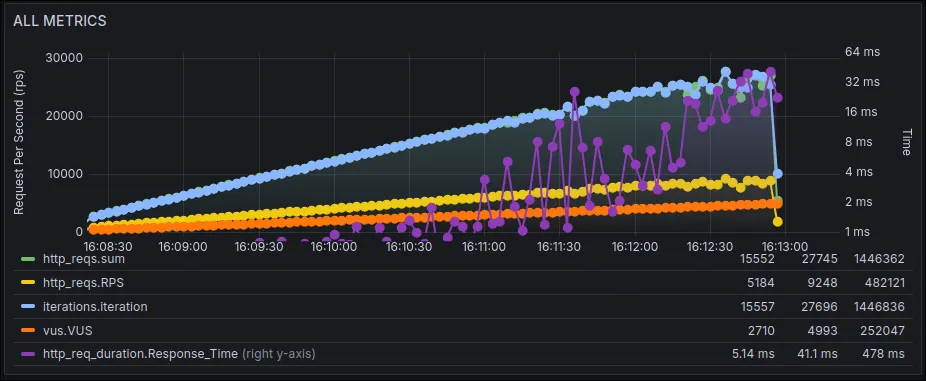 ALL METRICS
30000 64 ms
32 ms
20000 16 ms
8 ms
10000 4 ms
2 ms
0 1 ms
Request Per Second (rps)
Time
16:08:30 16:09:00 16:09:30 16:10:00 16:10:30 16:11:00 16:11:30 16:12:00 16:12:30 16:13:00
http_reqs.sum 15552 27745 1446362
http_reqs.RPS 5184 9248 482121
iterations.iteration 15557 27696 1446836
vus.VUS 2710 4993 252047
http_req_duration.Response_Time (right y-axis) 5.14 ms 41.1 ms 478 ms